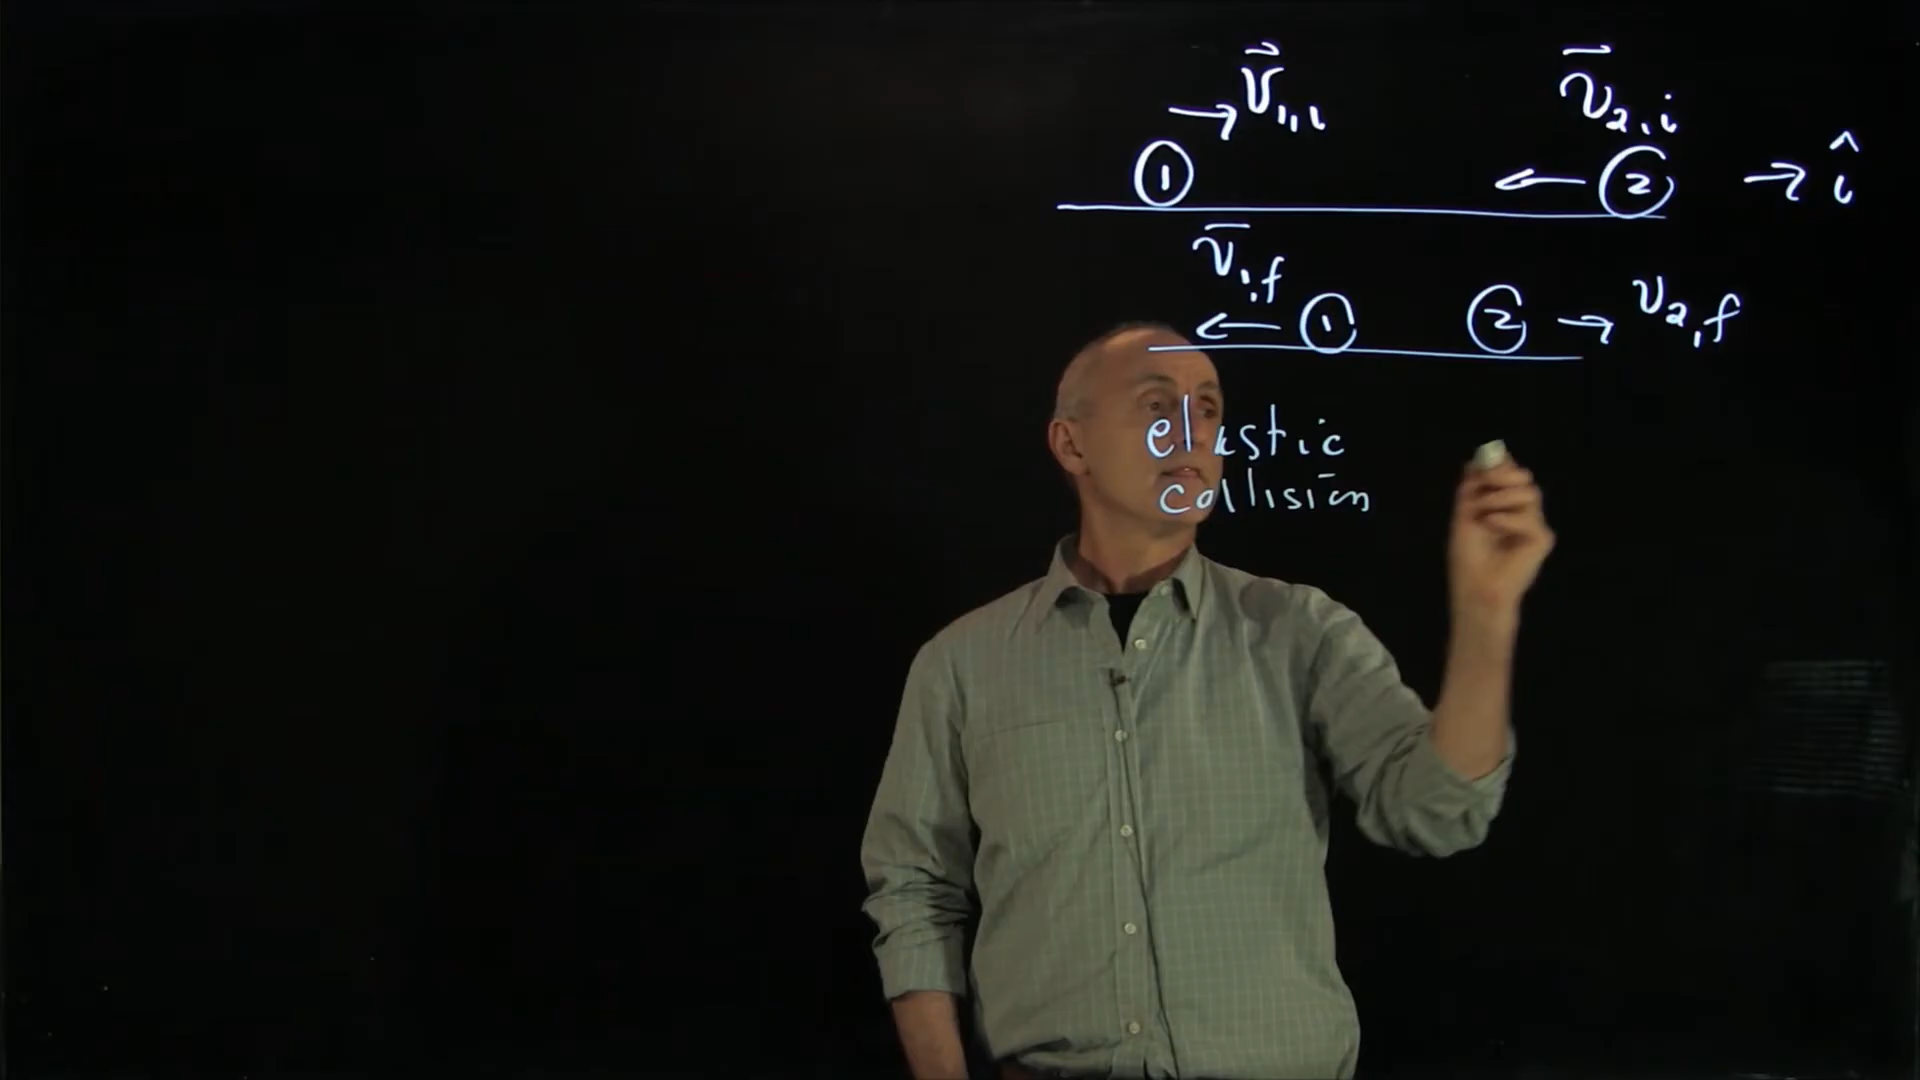 → v⃗₁,ᵢ v⃗₂,ᵢ
① ← ② → î
v̄₁,f
← ① ② → v₂,f
elastic
collision